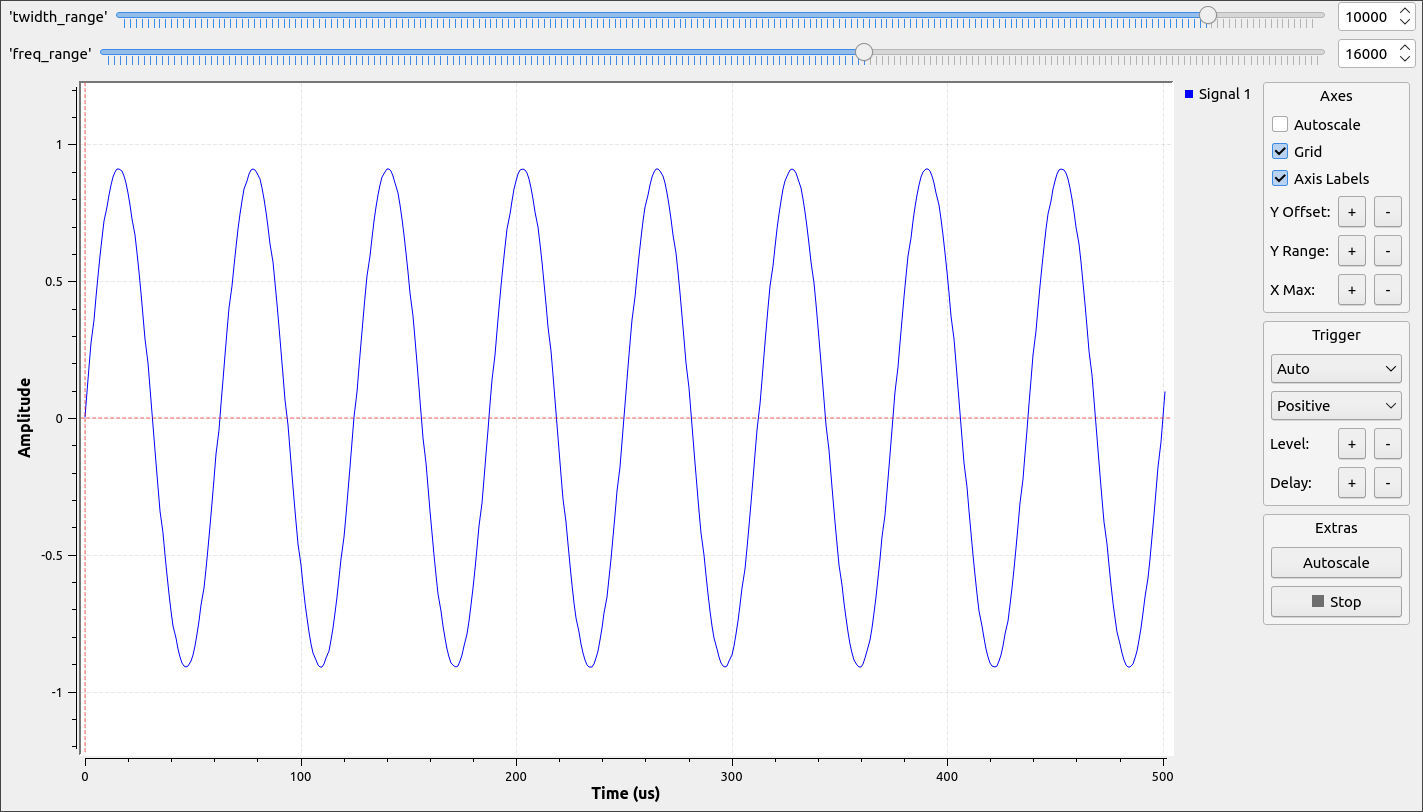 'twidth_range'
10000
'freq_range'
16000
Signal 1
Axes
Autoscale
Grid
Axis Labels
Y Offset: + -
Y Range: + -
X Max: + -
Trigger
Auto
Positive
Level: + -
Delay: + -
Extras
Autoscale
Stop
Amplitude
1
0.5
0
-0.5
-1
0 100 200 300 400 500
Time (us)